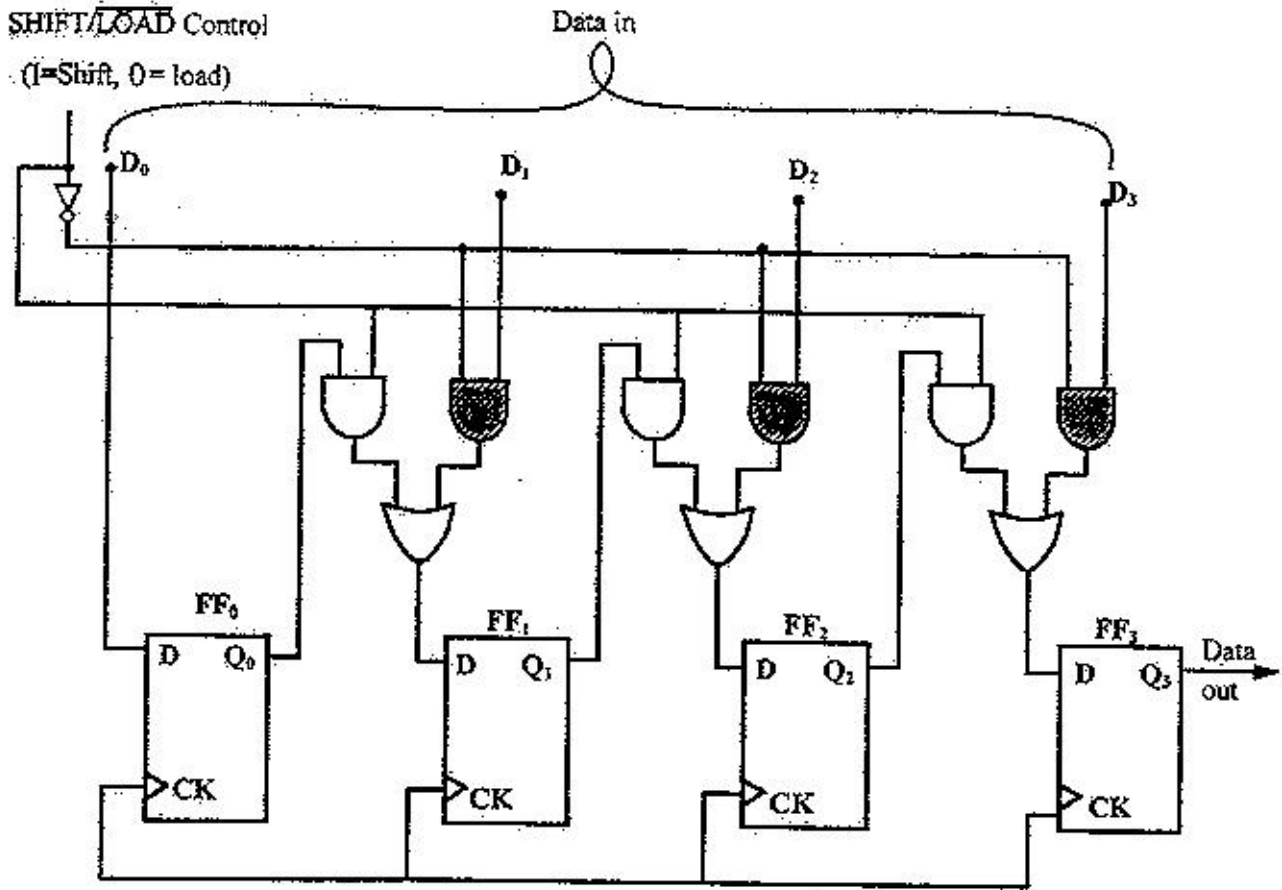 SHIFT/LOAD Control
(I=Shift, 0= load)
Data in
D₀
D₁
D₂
D₃
FF₀
D Q₀
CK
FF₁
D Q₁
CK
FF₂
D Q₂
CK
FF₃
D Q₃
CK
Data
out